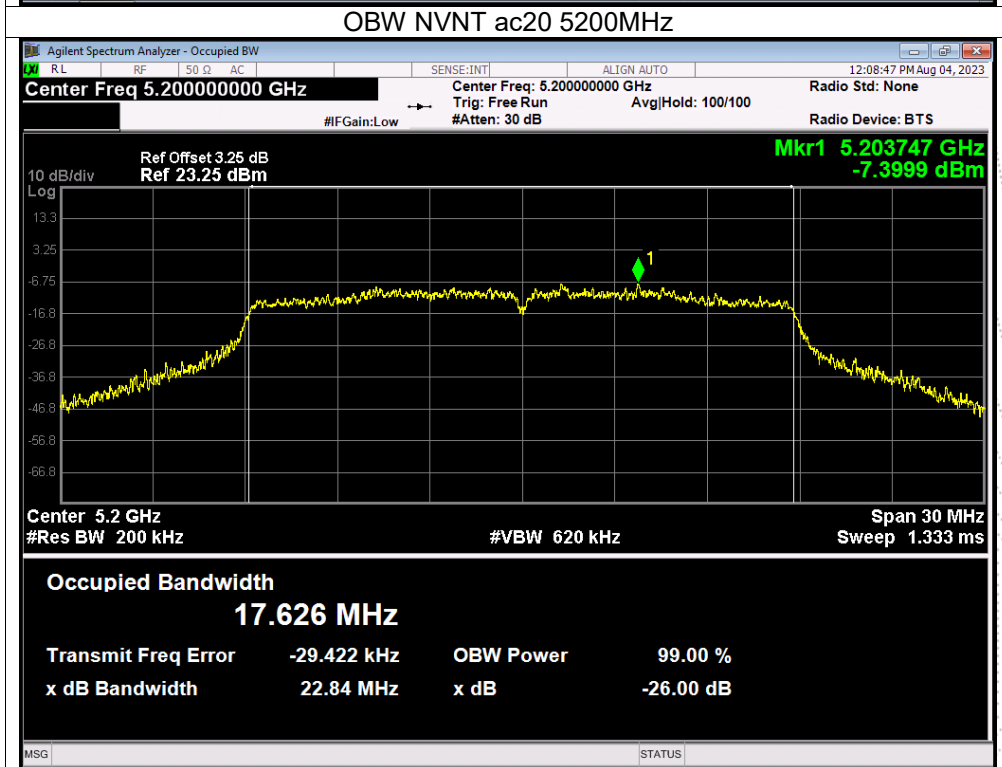 OBW NVNT ac20 5200MHz
Agilent Spectrum Analyzer - Occupied BW
LXI RL RF 50 Ω AC SENSE:INT ALIGN AUTO 12:08:47 PM Aug 04, 2023
Center Freq 5.200000000 GHz Center Freq: 5.200000000 GHz Radio Std: None
Trig: Free Run Avg|Hold: 100/100
#IFGain:Low #Atten: 30 dB Radio Device: BTS
Ref Offset 3.25 dB Mkr1 5.203747 GHz
10 dB/div Ref 23.25 dBm -7.3999 dBm
Log
13.3
3.25
1
-6.75
-16.8
-26.8
-36.8
-46.8
-56.8
-66.8
Center 5.2 GHz Span 30 MHz
#Res BW 200 kHz #VBW 620 kHz Sweep 1.333 ms
Occupied Bandwidth
17.626 MHz
Transmit Freq Error -29.422 kHz OBW Power 99.00 %
x dB Bandwidth 22.84 MHz x dB -26.00 dB
MSG STATUS